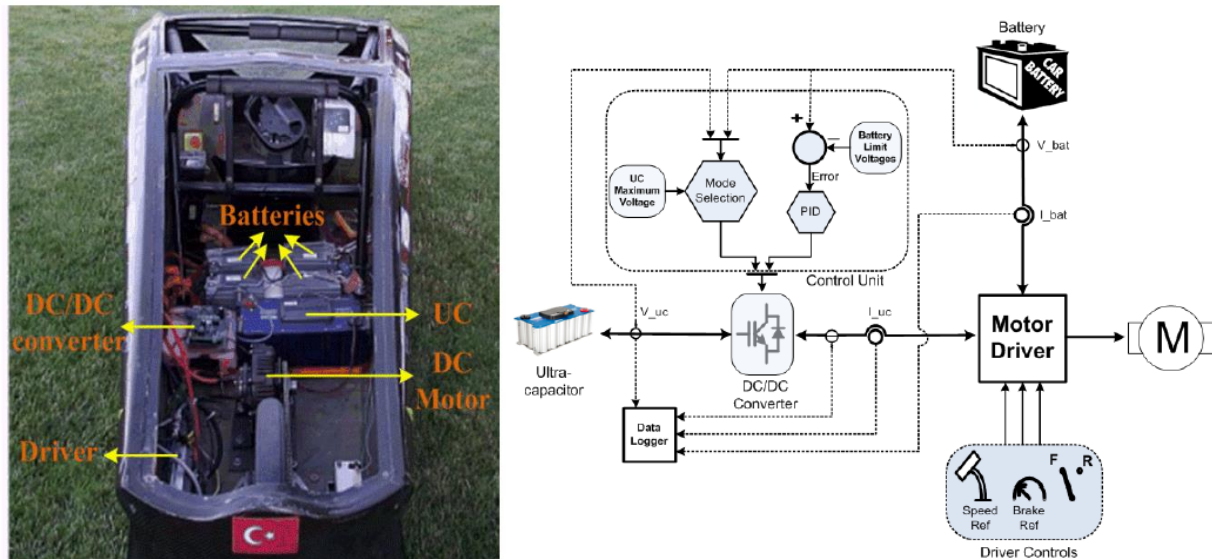 Batteries
DC/DC
converter
UC
DC
Motor
Driver
Battery
CAR
BATTERY
V_bat
I_bat
+
−
Battery
Limit
Voltages
Error
UC
Maximum
Voltage
Mode
Selection
PID
Control Unit
V_uc
I_uc
Ultra-
capacitor
DC/DC
Converter
Motor
Driver
M
Data
Logger
Speed
Ref
Brake
Ref
F
R
Driver Controls